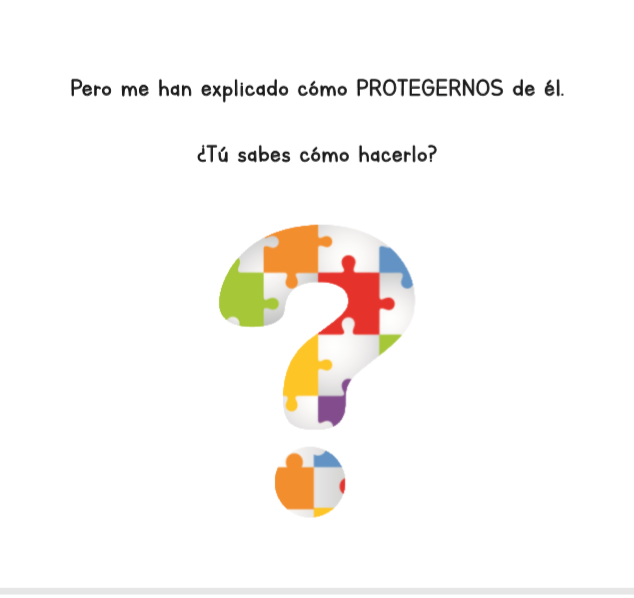 Pero me han explicado cómo PROTEGERNOS de él.
¿Tú sabes cómo hacerlo?